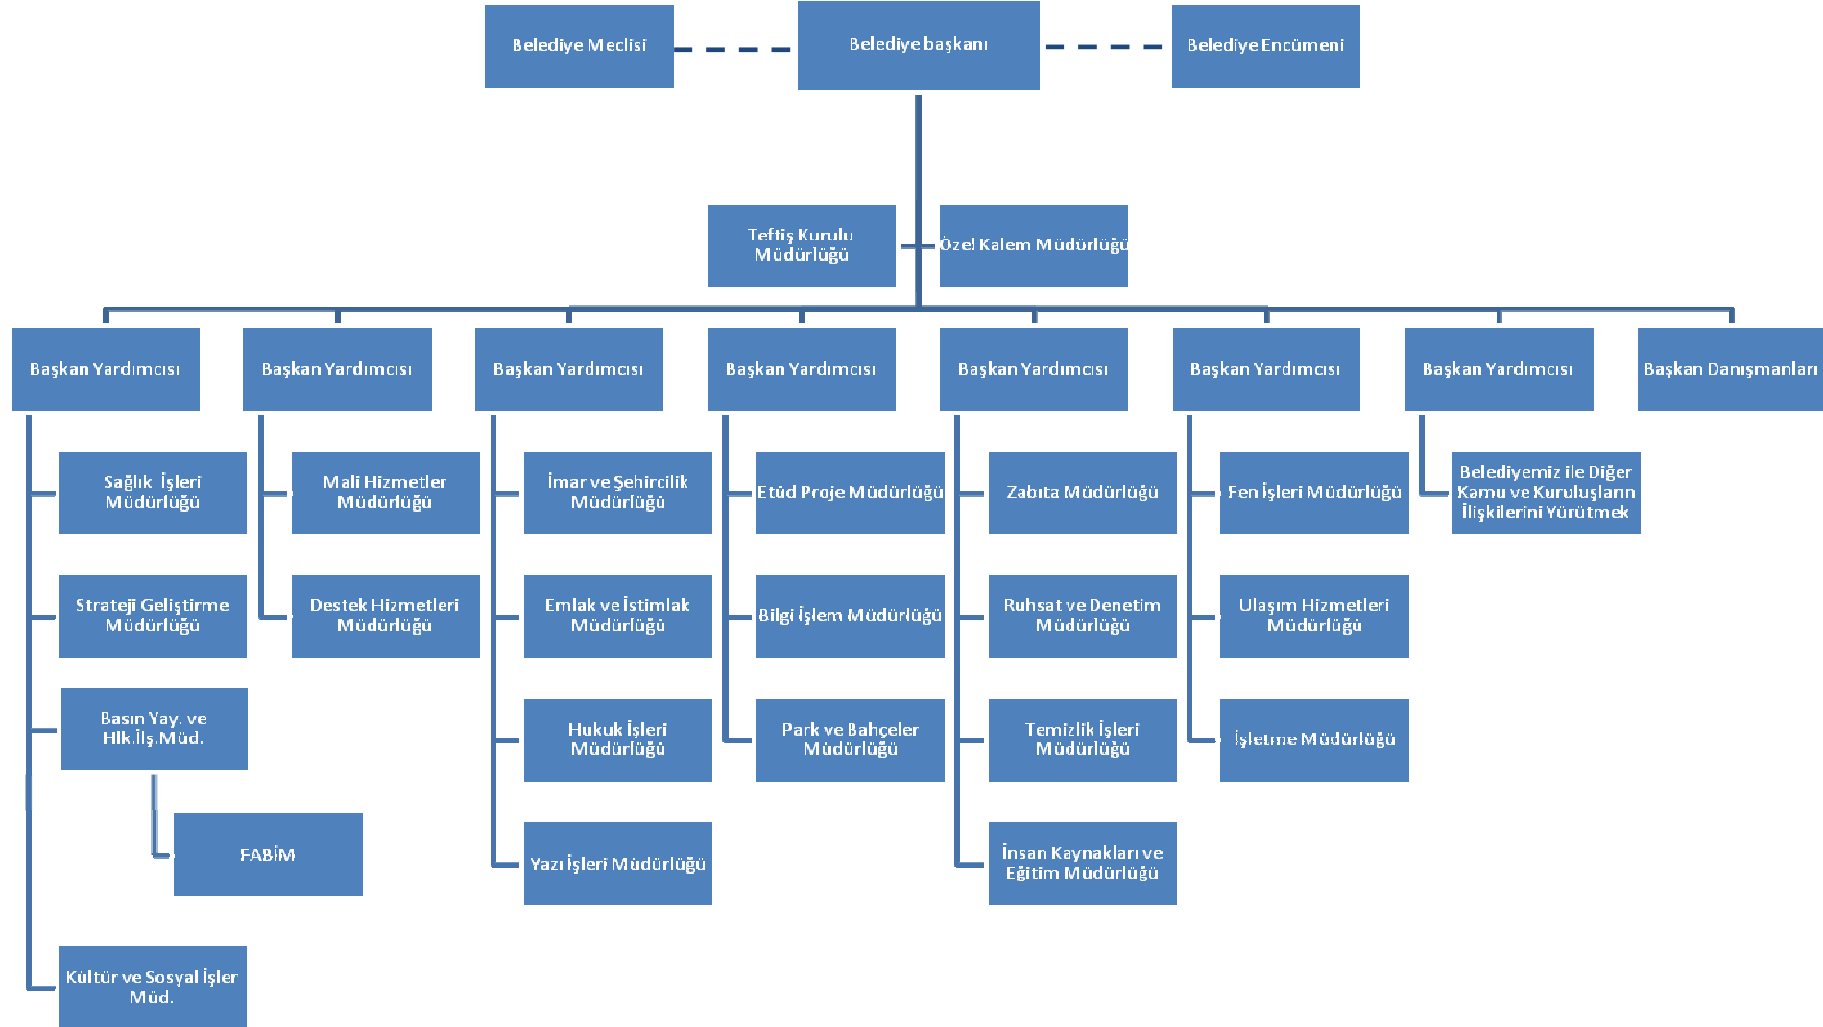 Belediye Meclisi
Belediye başkanı
Belediye Encümeni
Teftiş Kurulu
Müdürlüğü
Özel Kalem Müdürlüğü
Başkan Yardımcısı
Başkan Yardımcısı
Başkan Yardımcısı
Başkan Yardımcısı
Başkan Yardımcısı
Başkan Yardımcısı
Başkan Yardımcısı
Başkan Danışmanları
Sağlık İşleri
Müdürlüğü
Mali Hizmetler
Müdürlüğü
İmar ve Şehircilik
Müdürlüğü
Etüd Proje Müdürlüğü
Zabıta Müdürlüğü
Fen İşleri Müdürlüğü
Belediyemiz ile Diğer
Kamu ve Kuruluşların
İlişkilerini Yürütmek
Strateji Geliştirme
Müdürlüğü
Destek Hizmetleri
Müdürlüğü
Emlak ve İstimlak
Müdürlüğü
Bilgi İşlem Müdürlüğü
Ruhsat ve Denetim
Müdürlüğü
Ulaşım Hizmetleri
Müdürlüğü
Basın Yay. ve
Hlk.İlş.Müd.
Hukuk İşleri
Müdürlüğü
Park ve Bahçeler
Müdürlüğü
Temizlik İşleri
Müdürlüğü
İşletme Müdürlüğü
FABİM
Yazı İşleri Müdürlüğü
İnsan Kaynakları ve
Eğitim Müdürlüğü
Kültür ve Sosyal İşler
Müd.